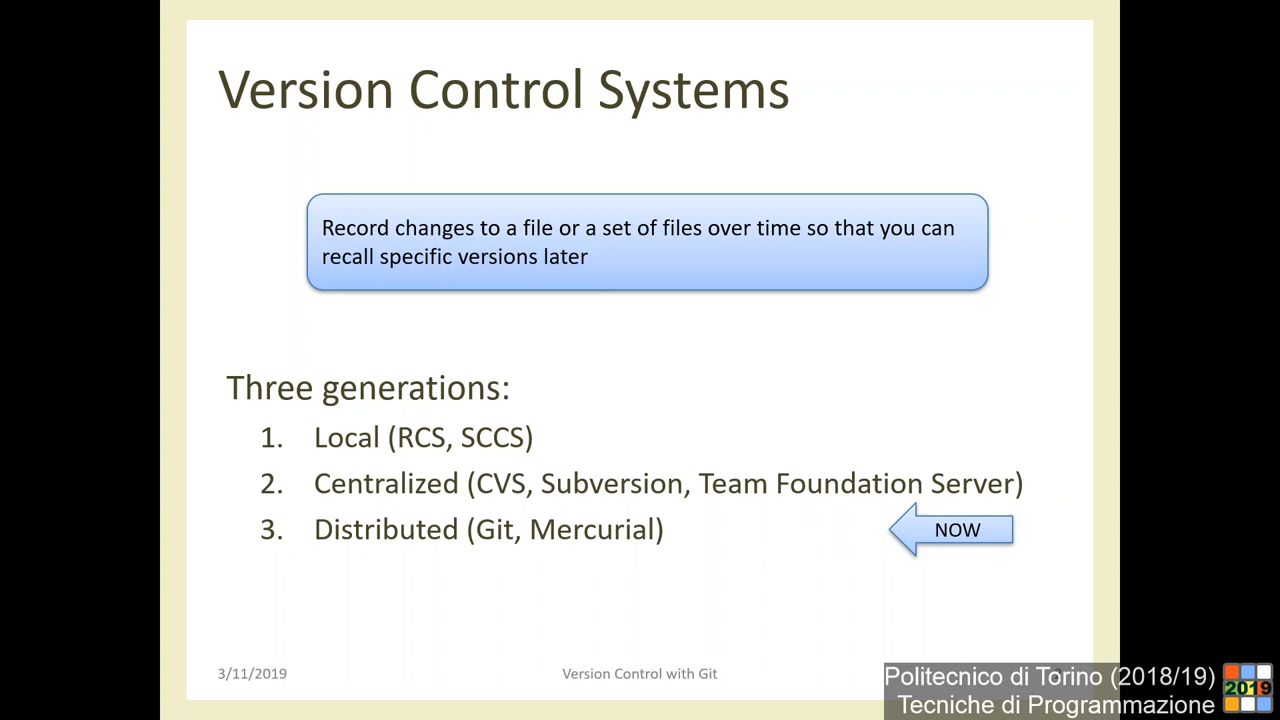 Version Control Systems
Record changes to a file or a set of files over time so that you can
recall specific versions later
Three generations:
1. Local (RCS, SCCS)
2. Centralized (CVS, Subversion, Team Foundation Server)
3. Distributed (Git, Mercurial)
NOW
3/11/2019
Version Control with Git
Politecnico di Torino (2018/19)
Tecniche di Programmazione
2019